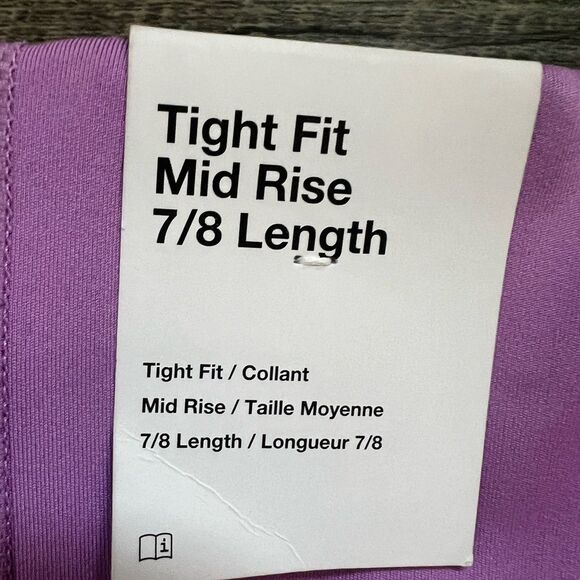 Tight Fit
Mid Rise
7/8 Length
Tight Fit / Collant
Mid Rise / Taille Moyenne
7/8 Length / Longueur 7/8
i